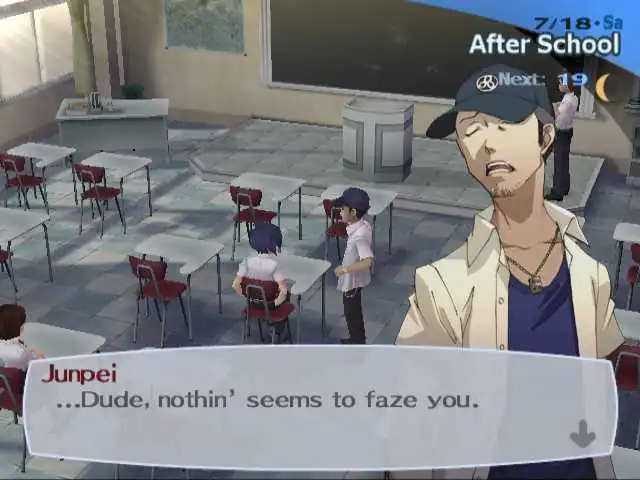 7/18·Sa
After School
Next: 19
Junpei
...Dude, nothin' seems to faze you.